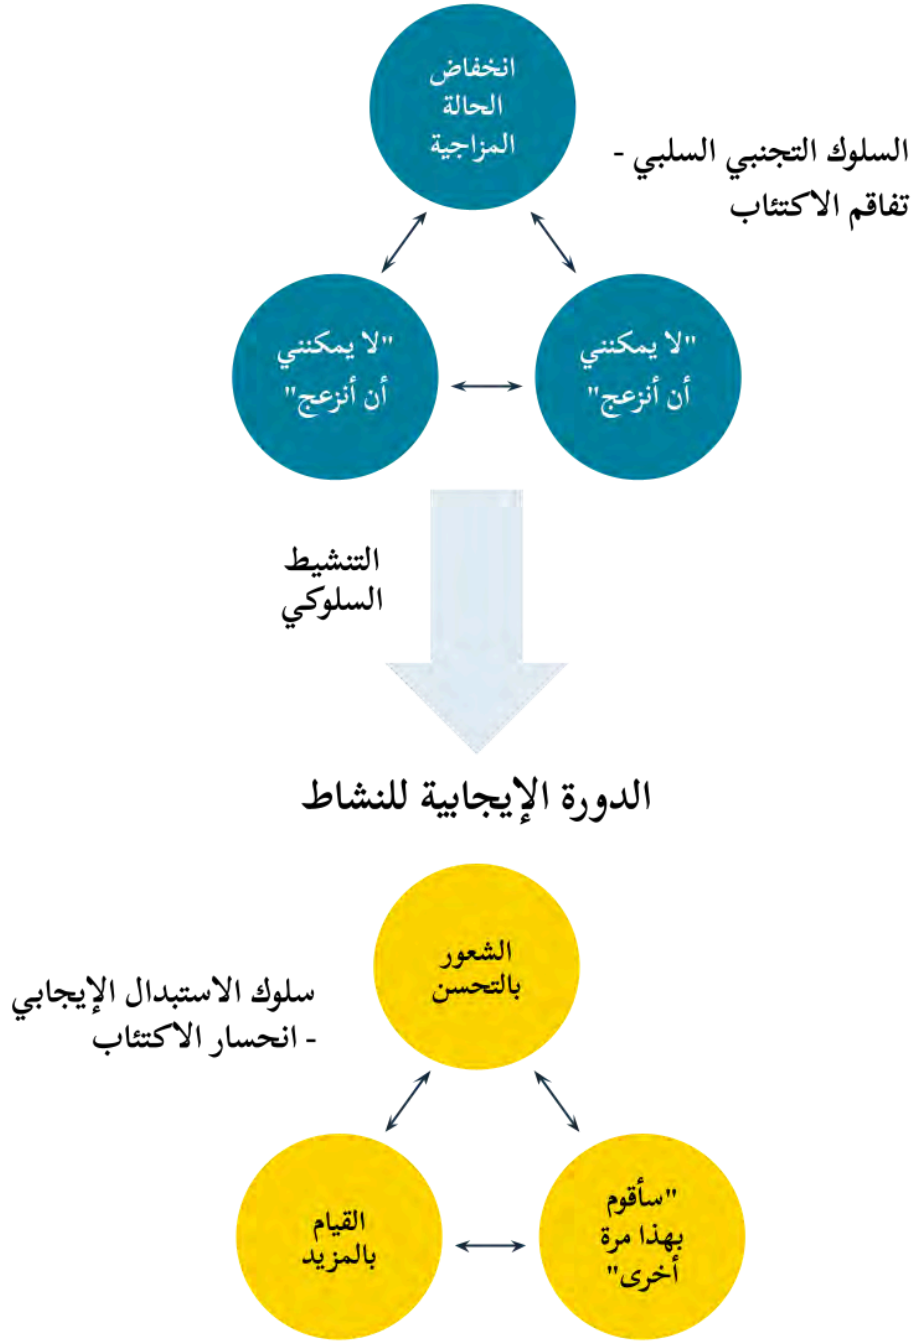 انخفاض
الحالة
المزاجية
السلوك التجنبي السلبي -
تفاقم الاكتئاب
"لا يمكنني
أن أنزعج"
"لا يمكنني
أن أنزعج"
التنشيط
السلوكي
الدورة الإيجابية للنشاط
الشعور
بالتحسن
سلوك الاستبدال الإيجابي
- انحسار الاكتئاب
"سأقوم
بهذا مرة
أخرى"
القيام
بالمزيد